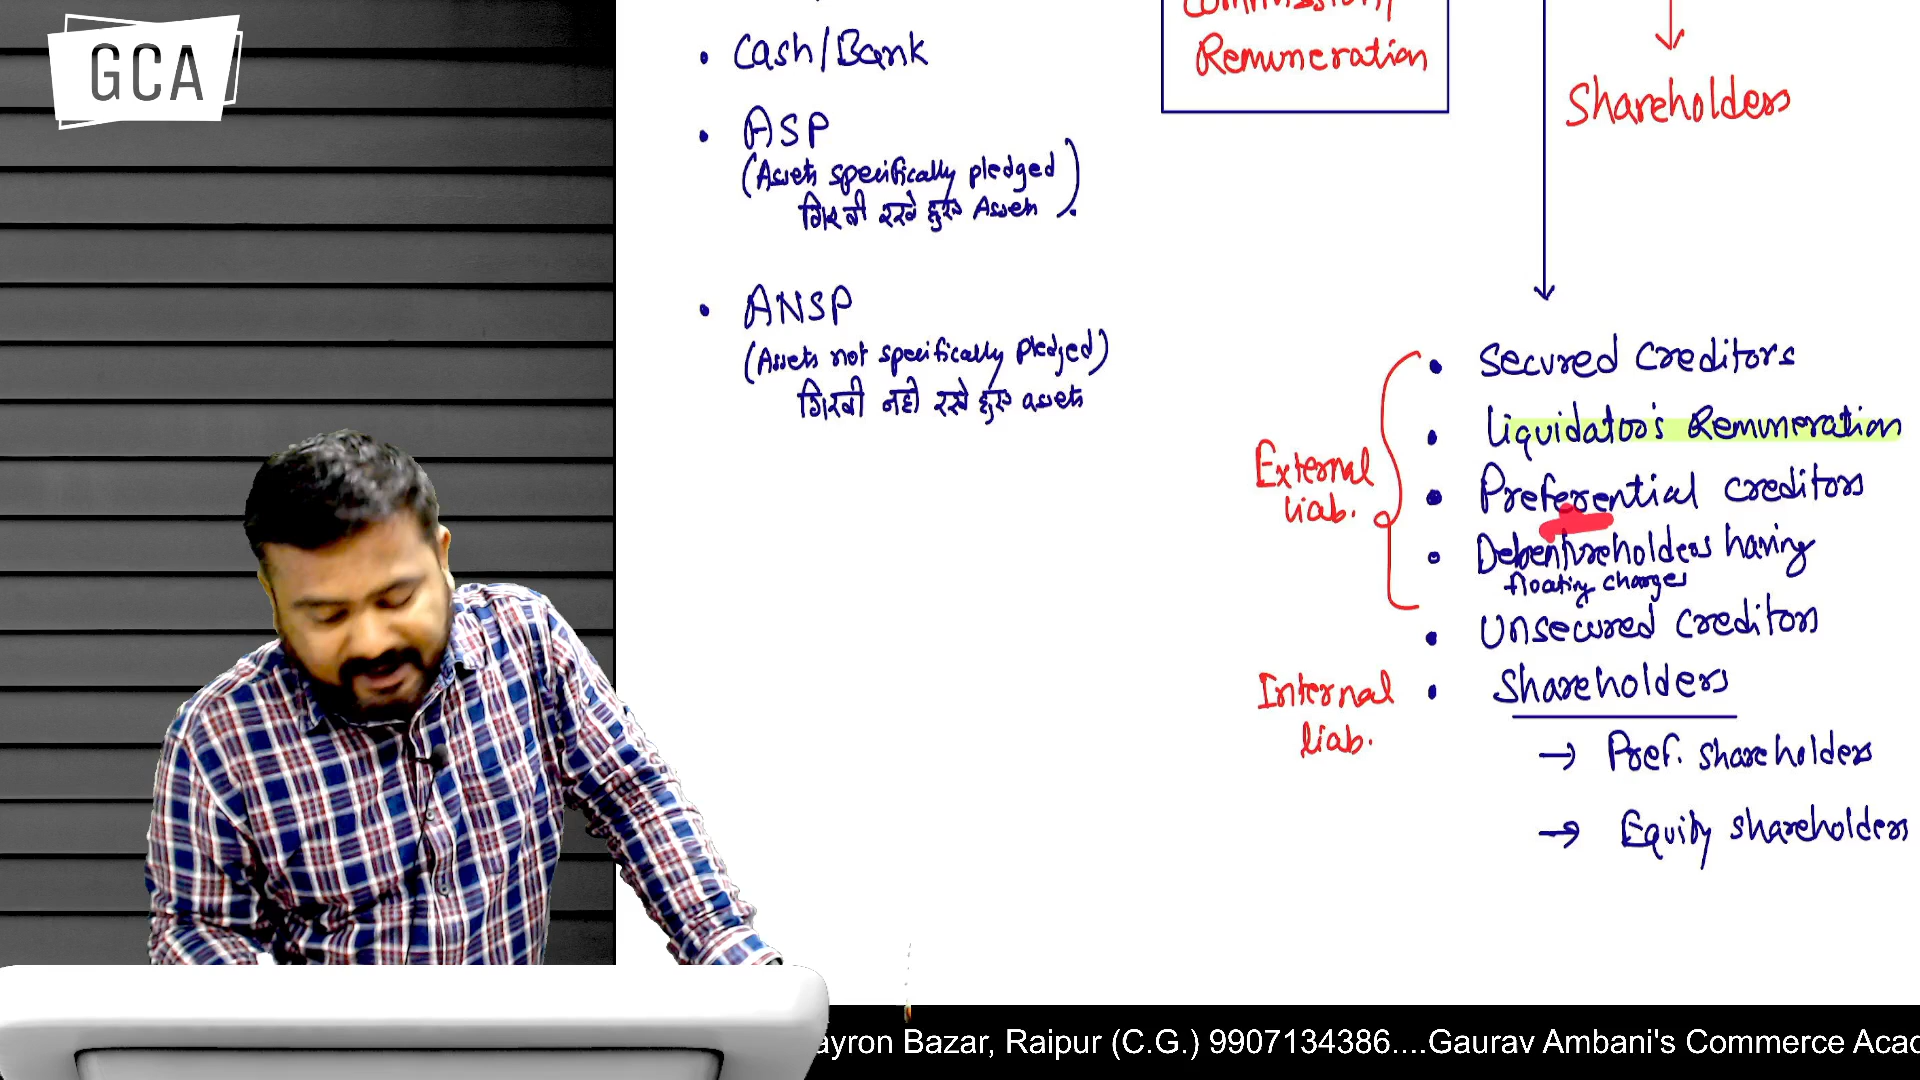 GCA
• Cash/Bank
• ASP
(Assets specifically pledged
गिरवी रखे हुए Assets).
• ANSP
(Assets not specifically pledged)
गिरवी नही रखे हुए assets
Commission/
Remuneration
Shareholders
External
liab.
• Secured Creditors
• Liquidator's Remuneration
• Preferential creditors
• Debentureholders having
floating charges
• Unsecured Creditors
Internal
liab.
• Shareholders
→ Pref. shareholders
→ Equity shareholders
ayron Bazar, Raipur (C.G.) 9907134386....Gaurav Ambani's Commerce Acad